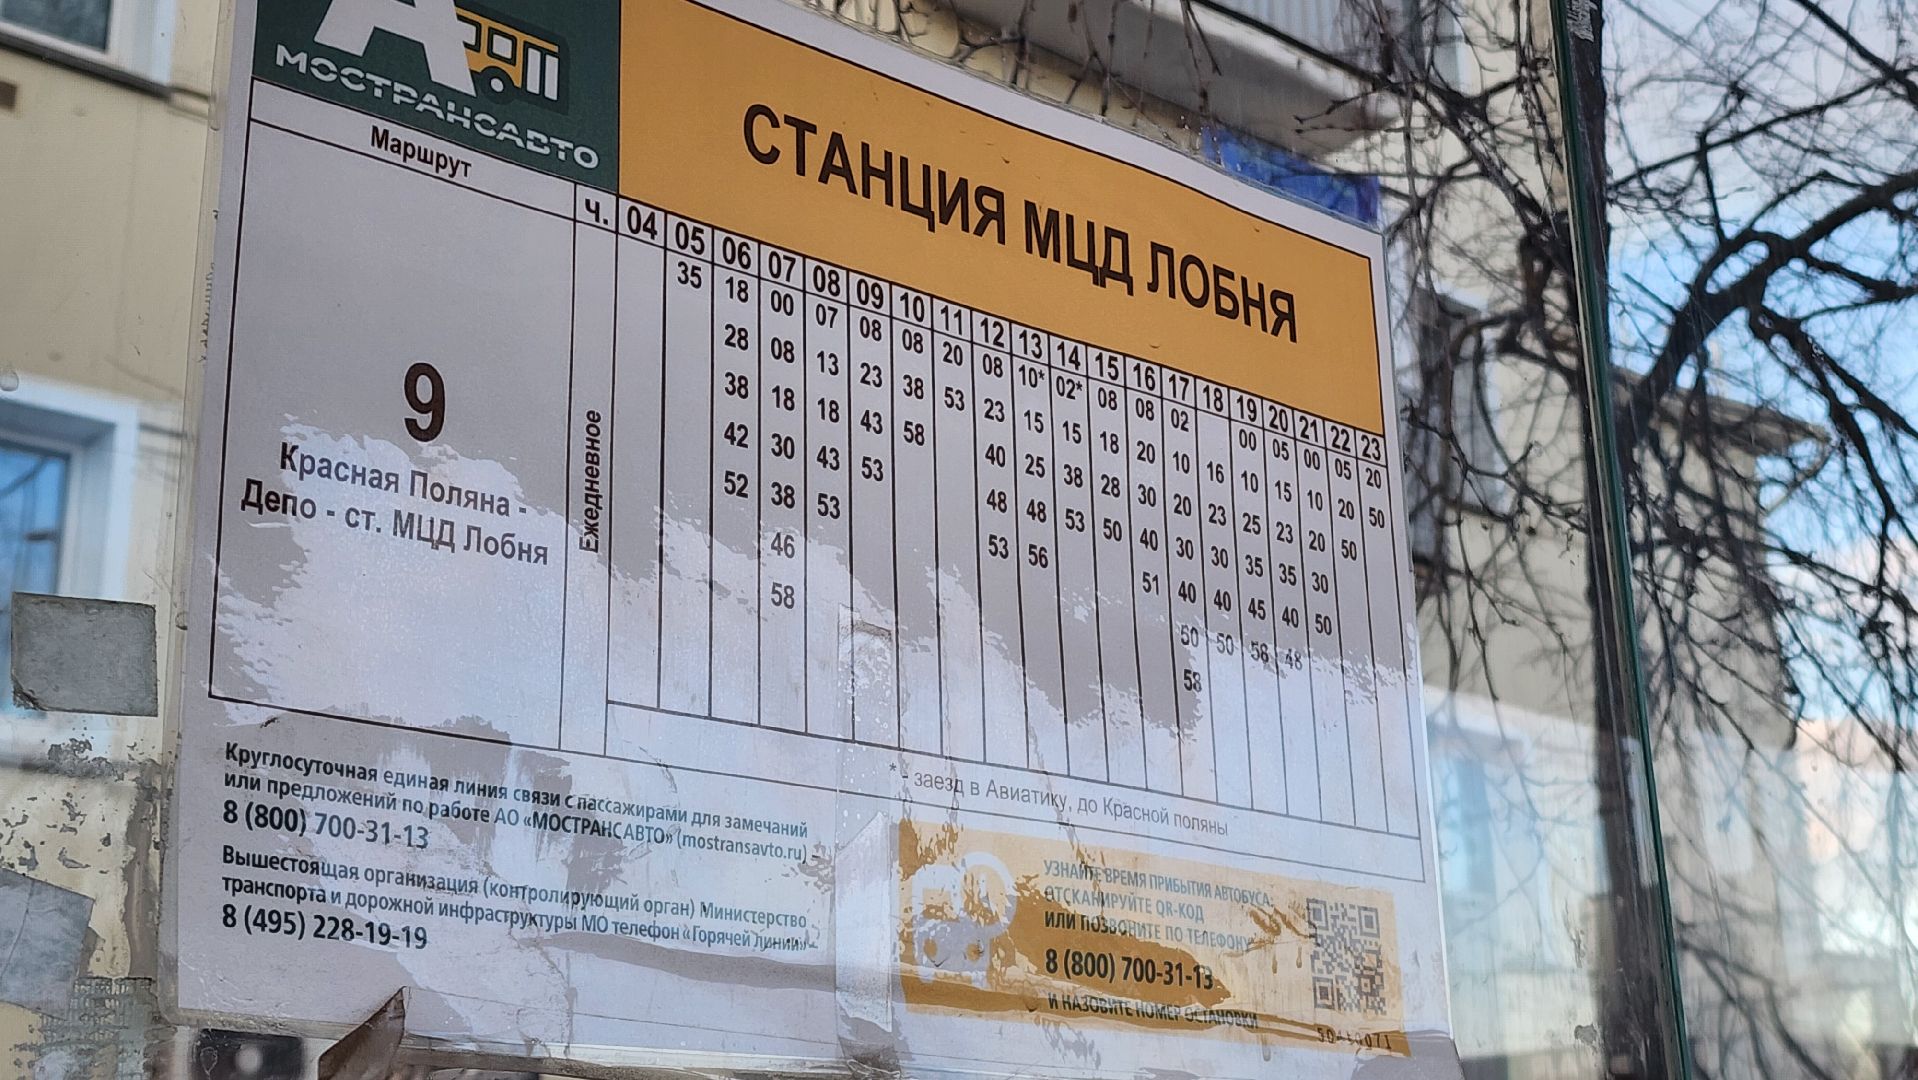 МОСТРАНСАВТО
СТАНЦИЯ МЦД ЛОБНЯ
Маршрут
ч. 04 05 06 07 08 09 10 11 12 13 14 15 16 17 18 19 20 21 22 23
9
Красная Поляна -
Депо - ст. МЦД Лобня
Ежедневное
35 18 00 07 08 08 20 08 10* 02* 08 08 02 00 05 00 05 20
28 08 13 23 38 53 23 15 15 18 20 10 16 10 15 10 20 50
38 18 18 43 58 40 25 38 28 30 20 23 25 23 20 50
42 30 43 53 48 48 53 50 40 30 30 35 35 30
52 38 53 53 56 51 40 40 45 40 50
46 50 50 58 48
58 58
* - заезд в Авиатику, до Красной поляны
Круглосуточная единая линия связи с пассажирами для замечаний
или предложений по работе АО «МОСТРАНСАВТО» (mostransavto.ru) –
8 (800) 700-31-13
Вышестоящая организация (контролирующий орган) Министерство
транспорта и дорожной инфраструктуры МО телефон «Горячей линии» –
8 (495) 228-19-19
УЗНАЙТЕ ВРЕМЯ ПРИБЫТИЯ АВТОБУСА:
ОТСКАНИРУЙТЕ QR-КОД
ИЛИ ПОЗВОНИТЕ ПО ТЕЛЕФОНУ
8 (800) 700-31-13
И НАЗОВИТЕ НОМЕР ОСТАНОВКИ